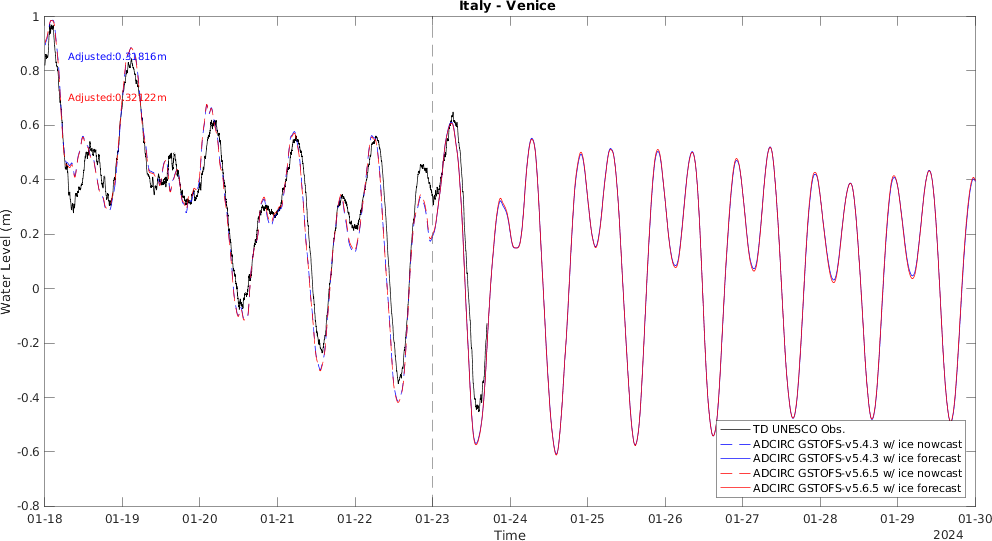 Italy - Venice
Adjusted:0.31816m
Adjusted:0.32122m
Water Level (m)
1
0.8
0.6
0.4
0.2
0
-0.2
-0.4
-0.6
-0.8
TD UNESCO Obs.
ADCIRC GSTOFS-v5.4.3 w/ ice nowcast
ADCIRC GSTOFS-v5.4.3 w/ ice forecast
ADCIRC GSTOFS-v5.6.5 w/ ice nowcast
ADCIRC GSTOFS-v5.6.5 w/ ice forecast
01-18 01-19 01-20 01-21 01-22 01-23 01-24 01-25 01-26 01-27 01-28 01-29 01-30
Time
2024